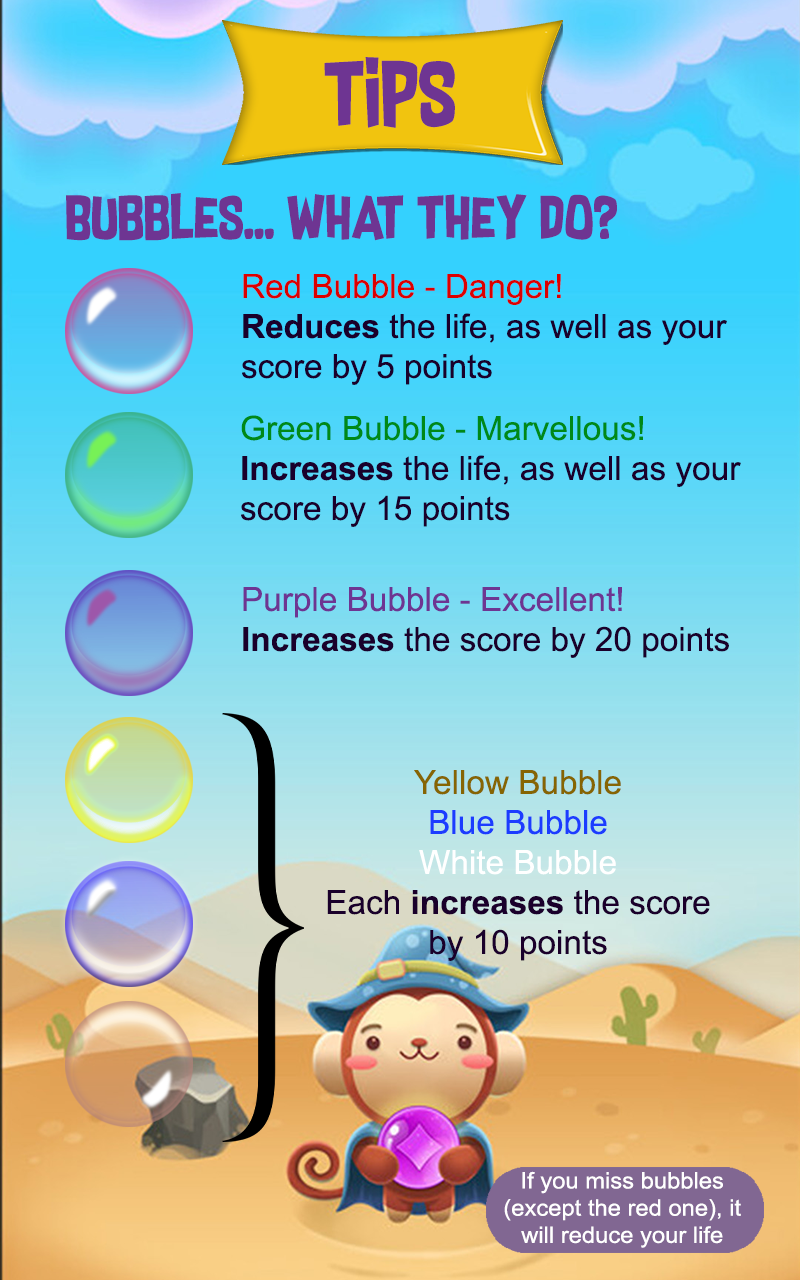 TiPS
BUBBLES... WHAT THEY DO?
Red Bubble - Danger!
Reduces the life, as well as your
score by 5 points
Green Bubble - Marvellous!
Increases the life, as well as your
score by 15 points
Purple Bubble - Excellent!
Increases the score by 20 points
Yellow Bubble
Blue Bubble
White Bubble
Each increases the score
by 10 points
If you miss bubbles
(except the red one), it
will reduce your life